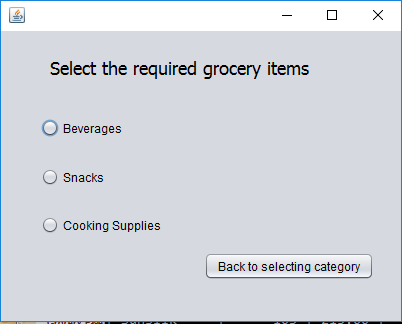 Select the required grocery items
Beverages
Snacks
Cooking Supplies
Back to selecting category